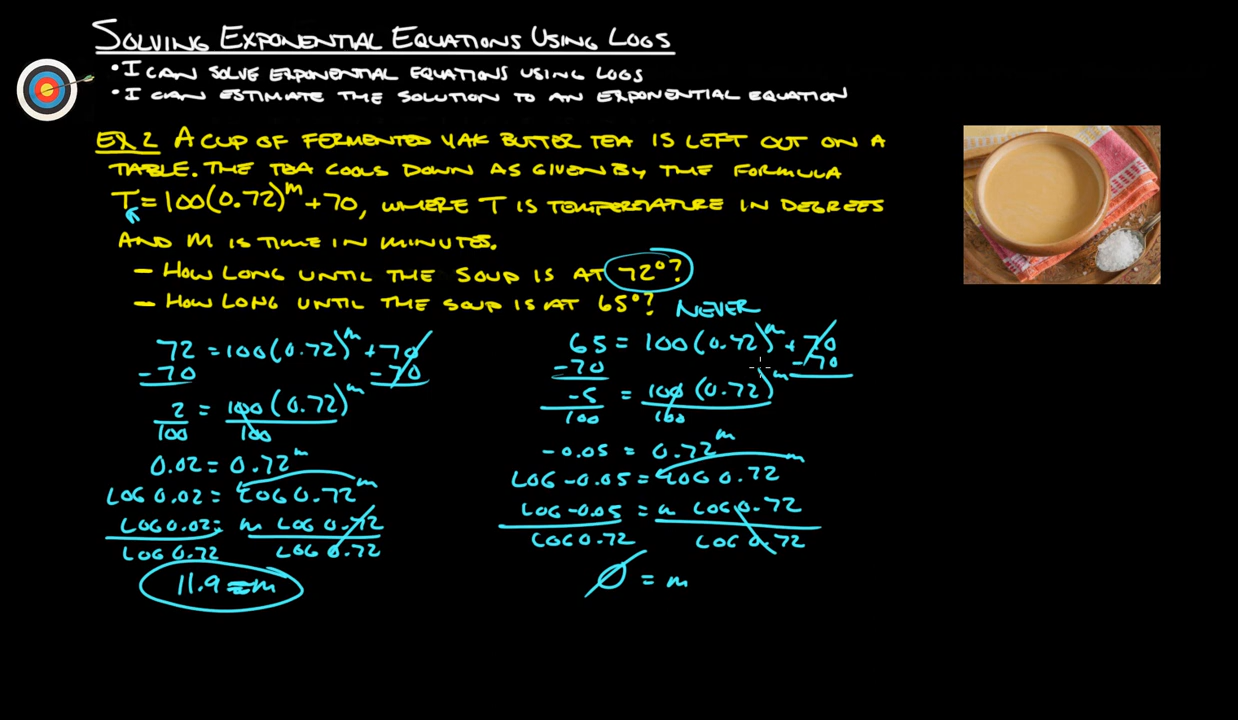 SOLVING EXPONENTIAL EQUATIONS USING LOGS
• I CAN SOLVE EXPONENTIAL EQUATIONS USING LOGS
• I CAN ESTIMATE THE SOLUTION TO AN EXPONENTIAL EQUATION
EX 2 A CUP OF FERMENTED YAK BUTTER TEA IS LEFT OUT ON A
TABLE. THE TEA COOLS DOWN AS GIVEN BY THE FORMULA
T = 100(0.72)^m + 70, WHERE T IS TEMPERATURE IN DEGREES
AND M IS TIME IN MINUTES.
– HOW LONG UNTIL THE SOUP IS AT 72°?
– HOW LONG UNTIL THE SOUP IS AT 65°? NEVER
72 = 100(0.72)^m + 70
-70 -70
2/100 = 100(0.72)^m/100
0.02 = 0.72^m
LOG 0.02 = LOG 0.72^m
LOG 0.02 = m LOG 0.72
LOG 0.72 LOG 0.72
11.9 = m
65 = 100(0.72)^m + 70
-70 -70
-5/100 = 100(0.72)^m/100
-0.05 = 0.72^m
LOG -0.05 = LOG 0.72^m
LOG -0.05 = m LOG 0.72
LOG 0.72 LOG 0.72
Ø = m